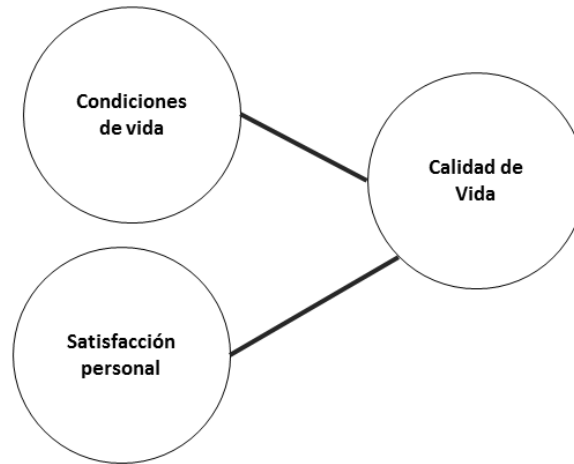 Condiciones
de vida
Calidad de
Vida
Satisfacción
personal